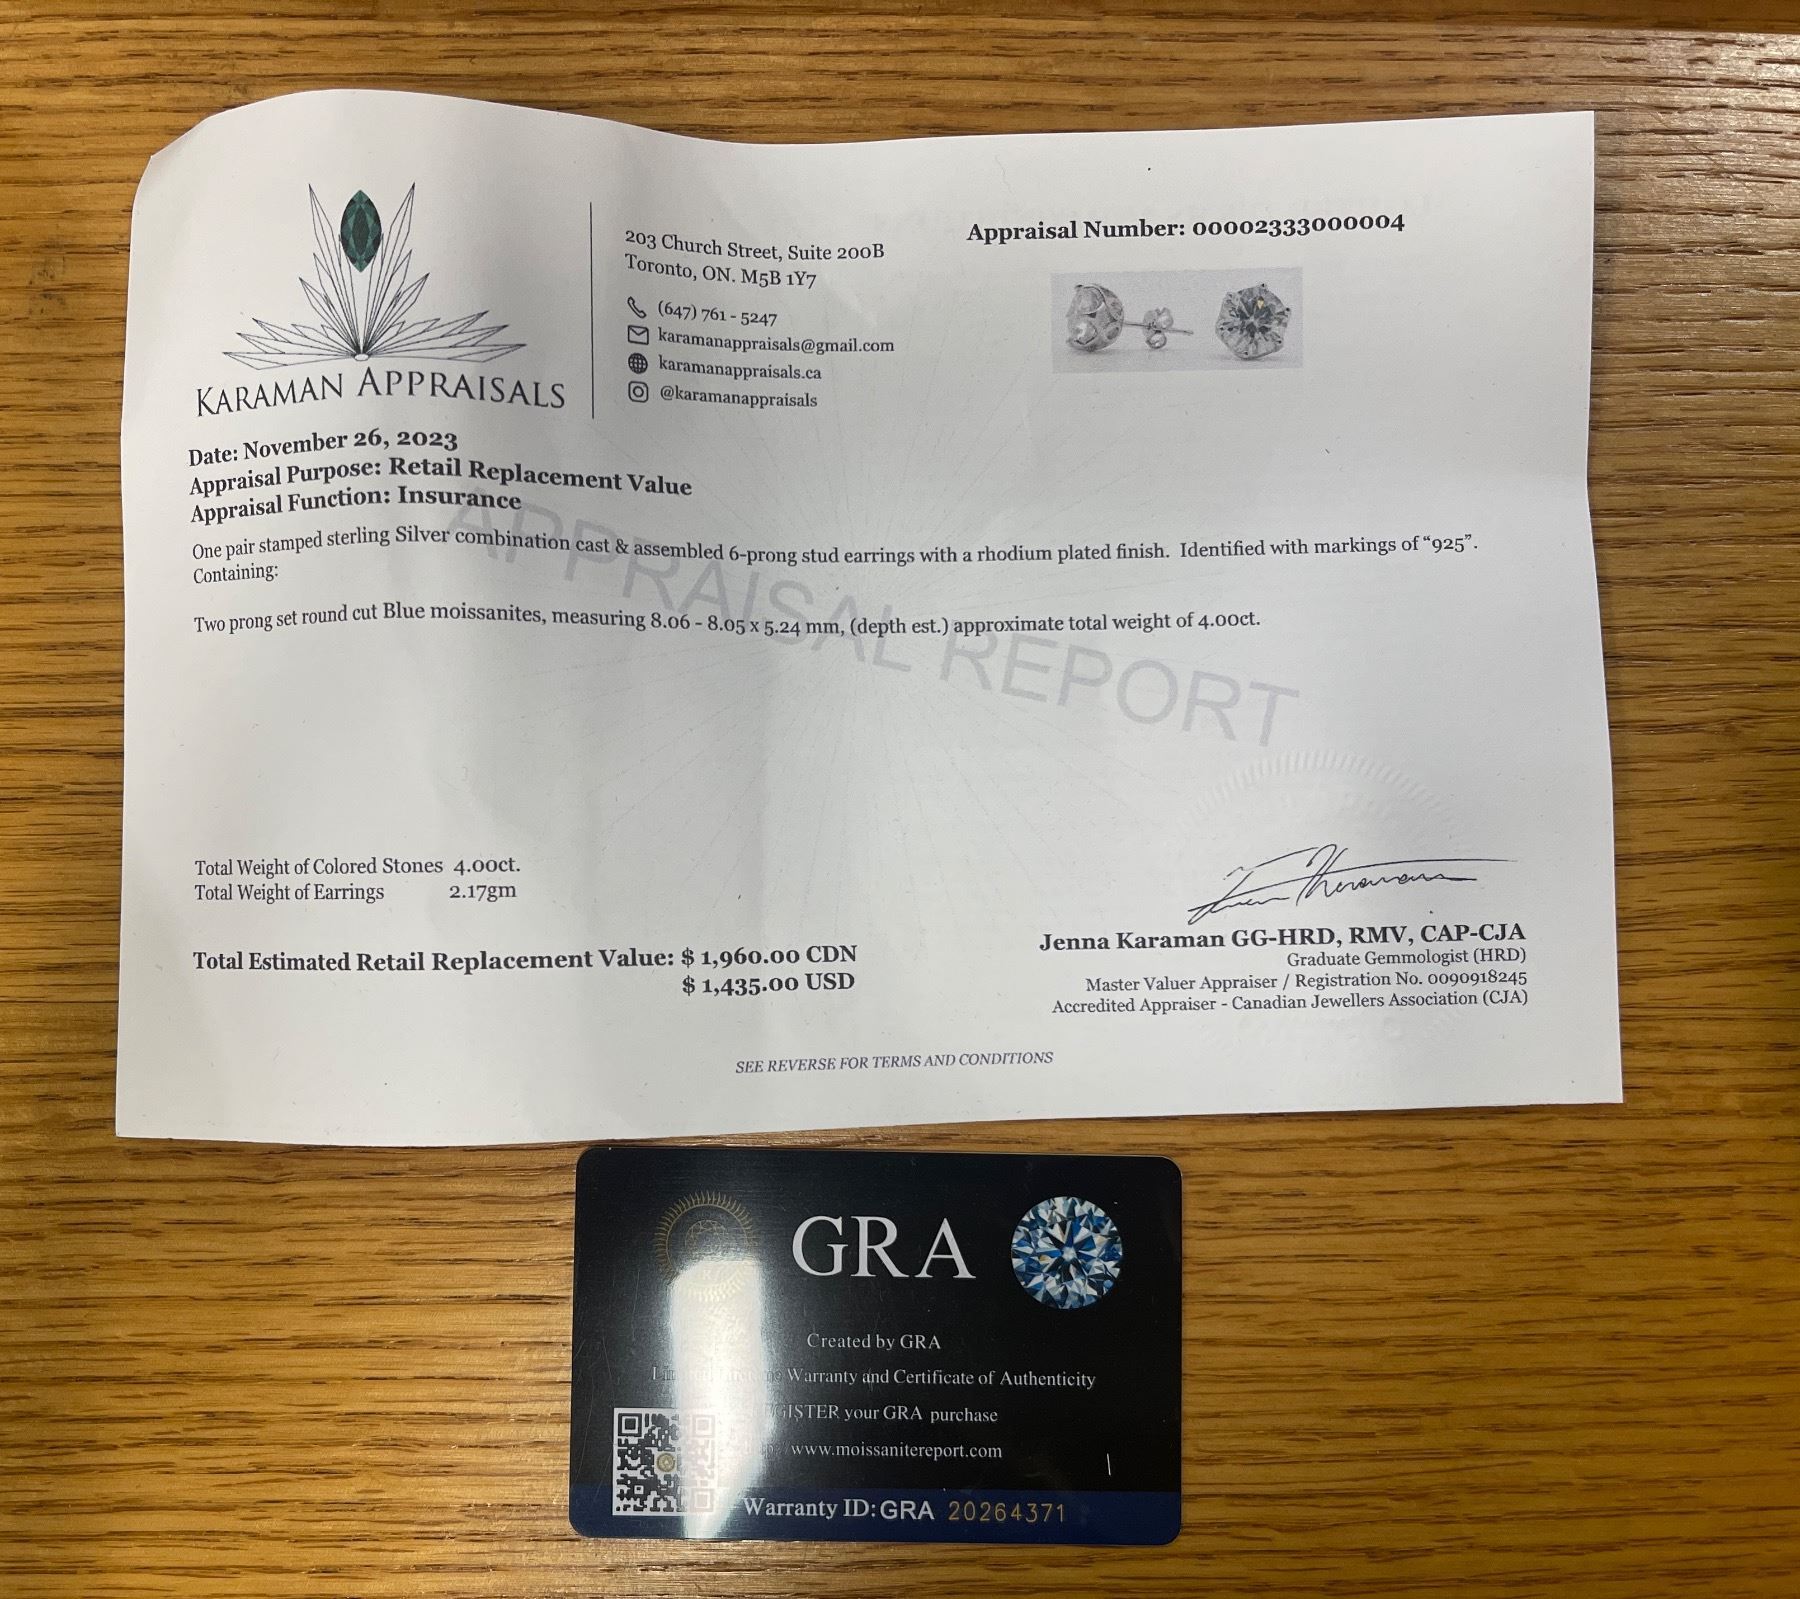 KARAMAN APPRAISALS
203 Church Street, Suite 200B
Toronto, ON. M5B 1Y7
(647) 761 - 5247
karamanappraisals@gmail.com
karamanappraisals.ca
@karamanappraisals
Appraisal Number: 00002333000004
Date: November 26, 2023
Appraisal Purpose: Retail Replacement Value
Appraisal Function: Insurance
One pair stamped sterling Silver combination cast & assembled 6-prong stud earrings with a rhodium plated finish. Identified with markings of “925”.
Containing:
Two prong set round cut Blue moissanites, measuring 8.06 - 8.05 x 5.24 mm, (depth est.) approximate total weight of 4.00ct.
APPRAISAL REPORT
Total Weight of Colored Stones 4.00ct.
Total Weight of Earrings 2.17gm
Total Estimated Retail Replacement Value: $ 1,960.00 CDN
$ 1,435.00 USD
Jenna Karaman GG-HRD, RMV, CAP-CJA
Graduate Gemmologist (HRD)
Master Valuer Appraiser / Registration No. 0090918245
Accredited Appraiser - Canadian Jewellers Association (CJA)
SEE REVERSE FOR TERMS AND CONDITIONS
GRA
Created by GRA
Warranty and Certificate of Authenticity
REGISTER your GRA purchase
www.moissanitereport.com
Warranty ID: GRA 20264371